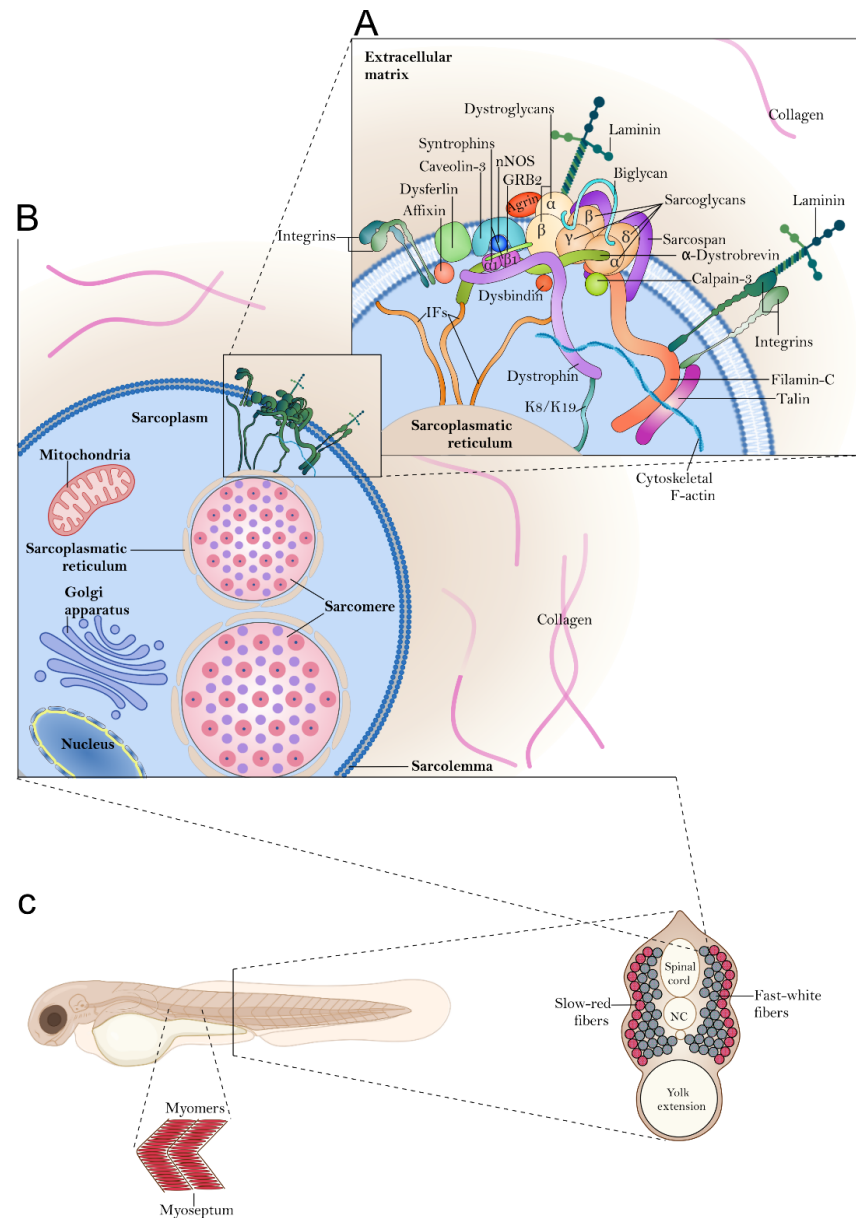 A
Extracellular
matrix
Collagen
Dystroglycans
Laminin
Syntrophins
nNOS
Caveolin-3
GRB2
Biglycan
Dysferlin
Agrin
α
Sarcoglycans
Laminin
Affixin
β
β
B
Integrins
γ
δ
Sarcospan
α1
β1
α
α-Dystrobrevin
Dysbindin
Calpain-3
IFs
Integrins
Dystrophin
Filamin-C
K8/K19
Talin
Sarcoplasm
Sarcoplasmatic
reticulum
Cytoskeletal
F-actin
Mitochondria
Sarcoplasmatic
reticulum
Golgi
apparatus
Sarcomere
Collagen
Nucleus
Sarcolemma
C
Spinal
cord
Slow-red
fibers
Fast-white
fibers
NC
Yolk
extension
Myomers
Myoseptum